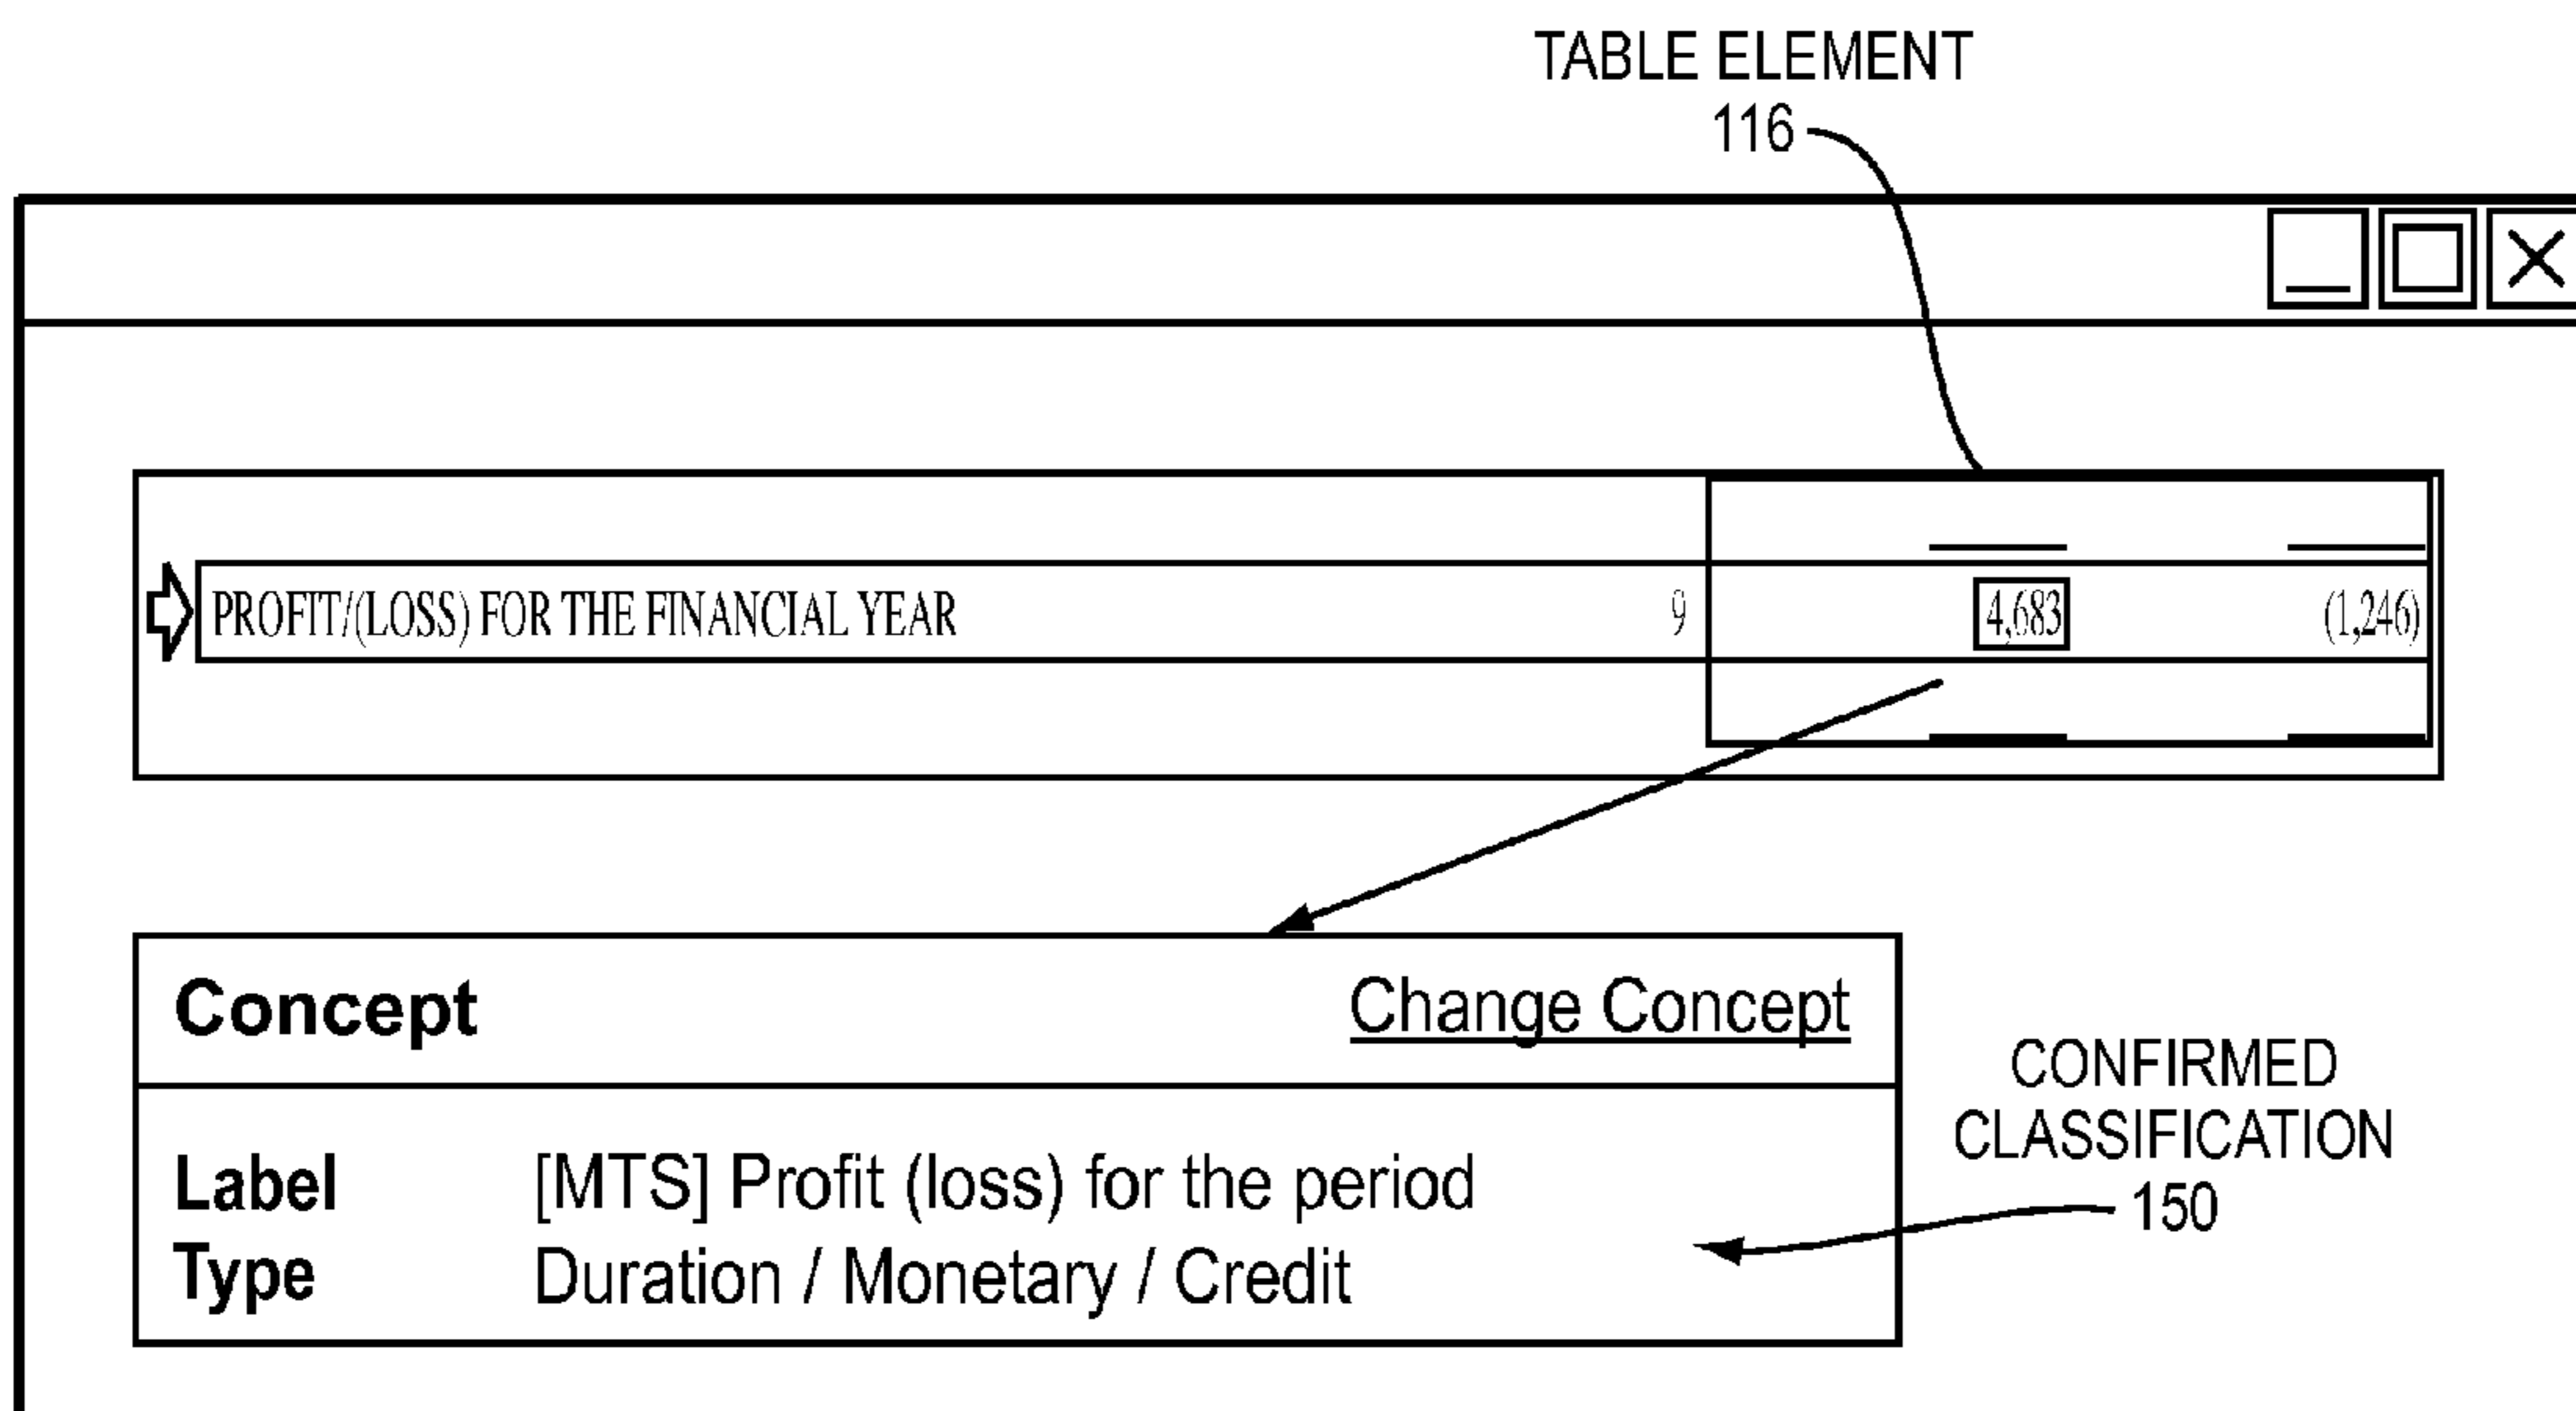 TABLE ELEMENT
116
PROFIT/(LOSS) FOR THE FINANCIAL YEAR 9 4,683 (1,246)
Concept Change Concept
Label [MTS] Profit (loss) for the period
Type Duration / Monetary / Credit
CONFIRMED
CLASSIFICATION
150